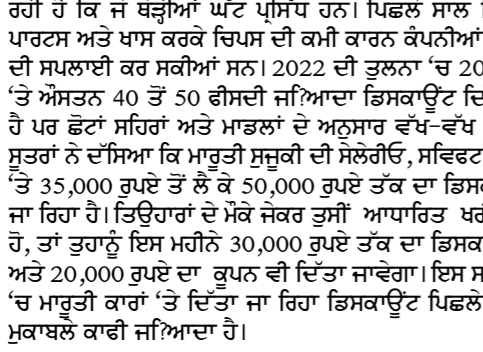 ਰਹੀ ਹੈ ਕਿ ਜੋ ਥੋੜ੍ਹੀਆਂ ਘੱਟ ਪ੍ਰਸਿੱਧ ਹਨ। ਪਿਛਲੇ ਸਾਲ
ਪਾਰਟਸ ਅਤੇ ਖਾਸ ਕਰਕੇ ਚਿਪਸ ਦੀ ਕਮੀ ਕਾਰਨ ਕੰਪਨੀਆਂ
ਦੀ ਸਪਲਾਈ ਕਰ ਸਕੀਆਂ ਸਨ। 2022 ਦੀ ਤੁਲਨਾ ‘ਚ 20
‘ਤੇ ਔਸਤਨ 40 ਤੋਂ 50 ਫੀਸਦੀ ਜ਼ਿ?ਆਦਾ ਡਿਸਕਾਊਂਟ ਦਿ
ਹੈ ਪਰ ਛੋਟਾਂ ਸਹਿਰਾਂ ਅਤੇ ਮਾਡਲਾਂ ਦੇ ਅਨੁਸਾਰ ਵੱਖ-ਵੱਖ
ਸੂਤਰਾਂ ਨੇ ਦੱਸਿਆ ਕਿ ਮਾਰੂਤੀ ਸੁਜੂਕੀ ਦੀ ਸੇਲੇਰੀਓ, ਸਵਿਫਟ
‘ਤੇ 35,000 ਰੁਪਏ ਤੋਂ ਲੈ ਕੇ 50,000 ਰੁਪਏ ਤੱਕ ਦਾ ਡਿਸਕ
ਜਾ ਰਿਹਾ ਹੈ। ਤਿਉਹਾਰਾਂ ਦੇ ਮੌਕੇ ਜੇਕਰ ਤੁਸੀਂ ਆਧਾਰਿਤ ਖਰੀ
ਹੋ, ਤਾਂ ਤੁਹਾਨੂੰ ਇਸ ਮਹੀਨੇ 30,000 ਰੁਪਏ ਤੱਕ ਦਾ ਡਿਸਕ
ਅਤੇ 20,000 ਰੁਪਏ ਦਾ ਕੂਪਨ ਵੀ ਦਿੱਤਾ ਜਾਵੇਗਾ। ਇਸ ਸ
‘ਚ ਮਾਰੂਤੀ ਕਾਰਾਂ ‘ਤੇ ਦਿੱਤਾ ਜਾ ਰਿਹਾ ਡਿਸਕਾਊਂਟ ਪਿਛਲੇ
ਮੁਕਾਬਲੇ ਕਾਫੀ ਜ਼ਿ?ਆਦਾ ਹੈ।